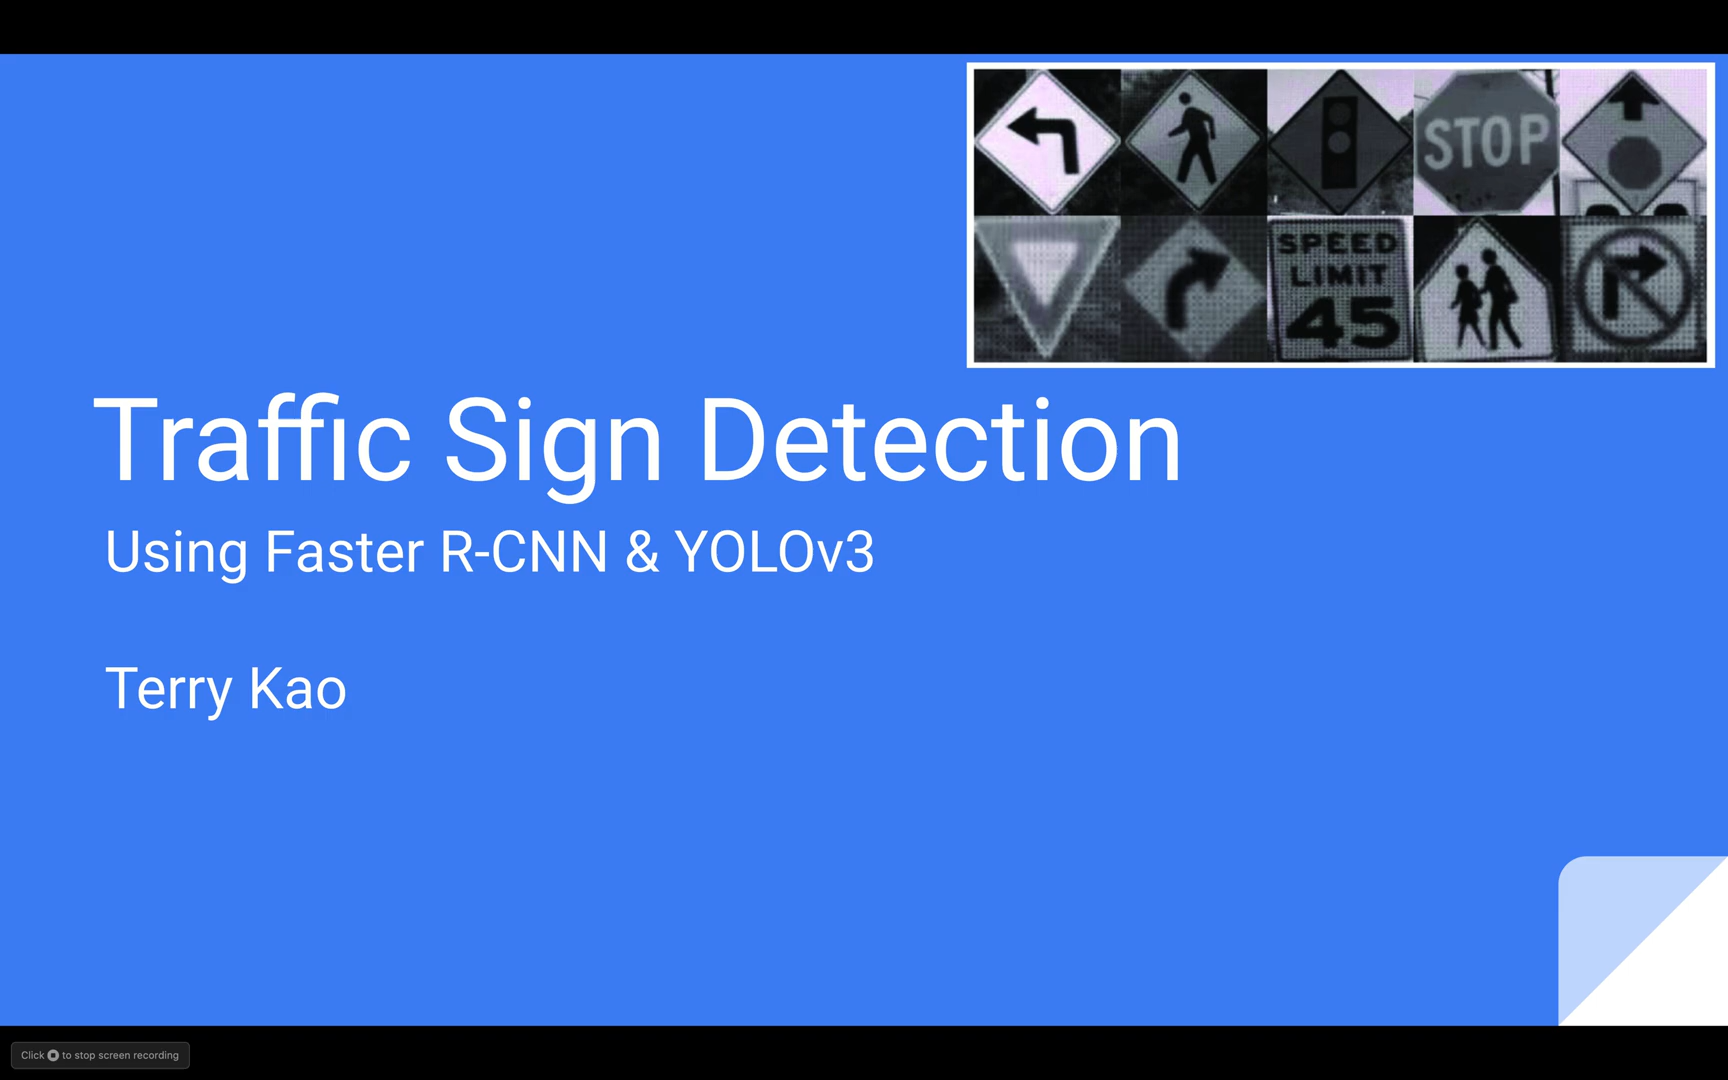 STOP
SPEED
LIMIT
45
Traffic Sign Detection
Using Faster R-CNN & YOLOv3
Terry Kao
Click to stop screen recording